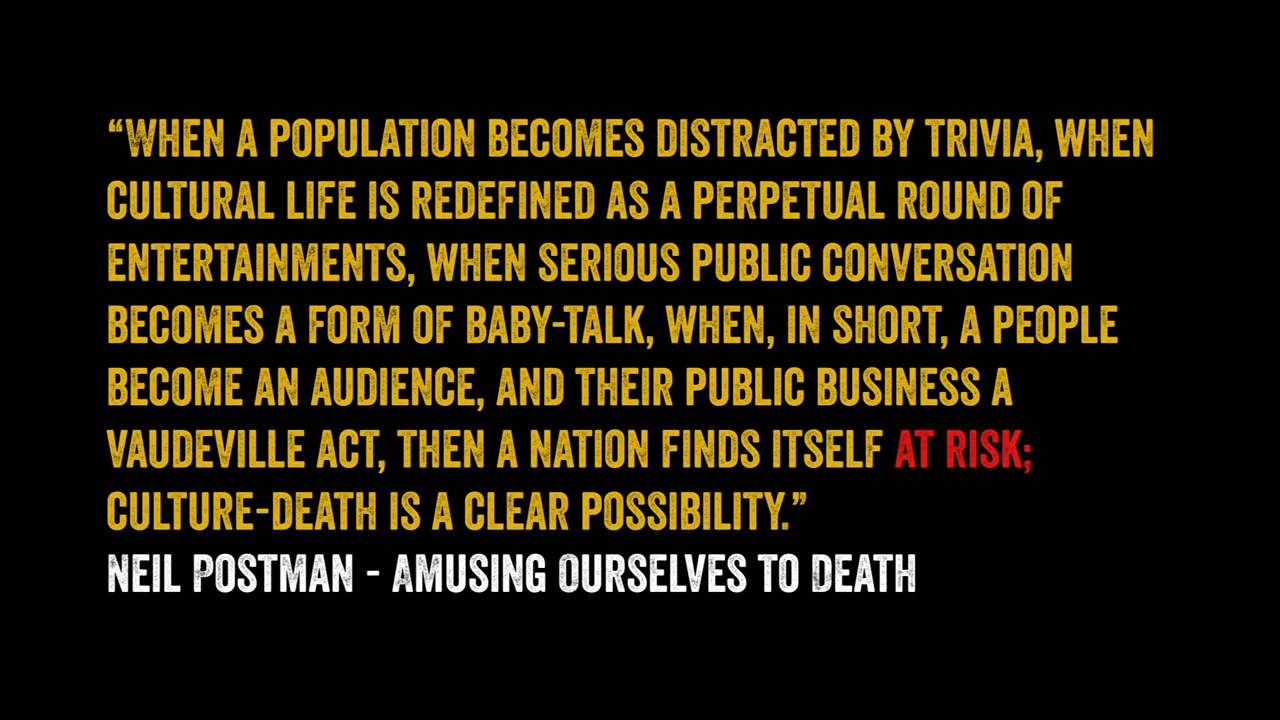 “WHEN A POPULATION BECOMES DISTRACTED BY TRIVIA, WHEN
CULTURAL LIFE IS REDEFINED AS A PERPETUAL ROUND OF
ENTERTAINMENTS, WHEN SERIOUS PUBLIC CONVERSATION
BECOMES A FORM OF BABY-TALK, WHEN, IN SHORT, A PEOPLE
BECOME AN AUDIENCE, AND THEIR PUBLIC BUSINESS A
VAUDEVILLE ACT, THEN A NATION FINDS ITSELF AT RISK;
CULTURE-DEATH IS A CLEAR POSSIBILITY.”
NEIL POSTMAN - AMUSING OURSELVES TO DEATH